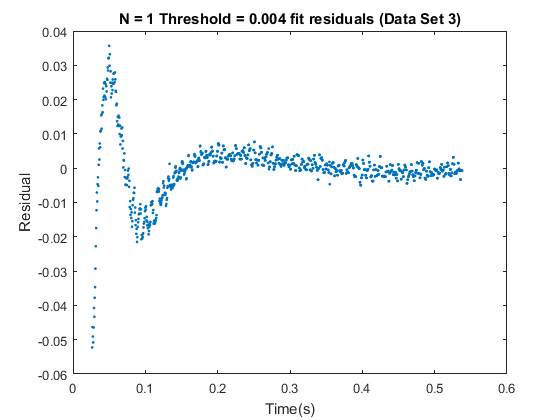 N = 1 Threshold = 0.004 fit residuals (Data Set 3)
0.04
0.03
0.02
0.01
0
-0.01
-0.02
-0.03
-0.04
-0.05
-0.06
Residual
0 0.1 0.2 0.3 0.4 0.5 0.6
Time(s)